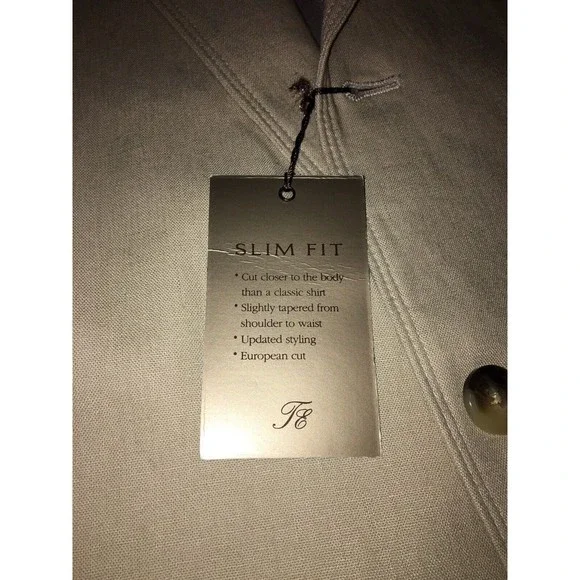 SLIM FIT
* Cut closer to the body
than a classic shirt
* Slightly tapered from
shoulder to waist
* Updated styling
* European cut
TE